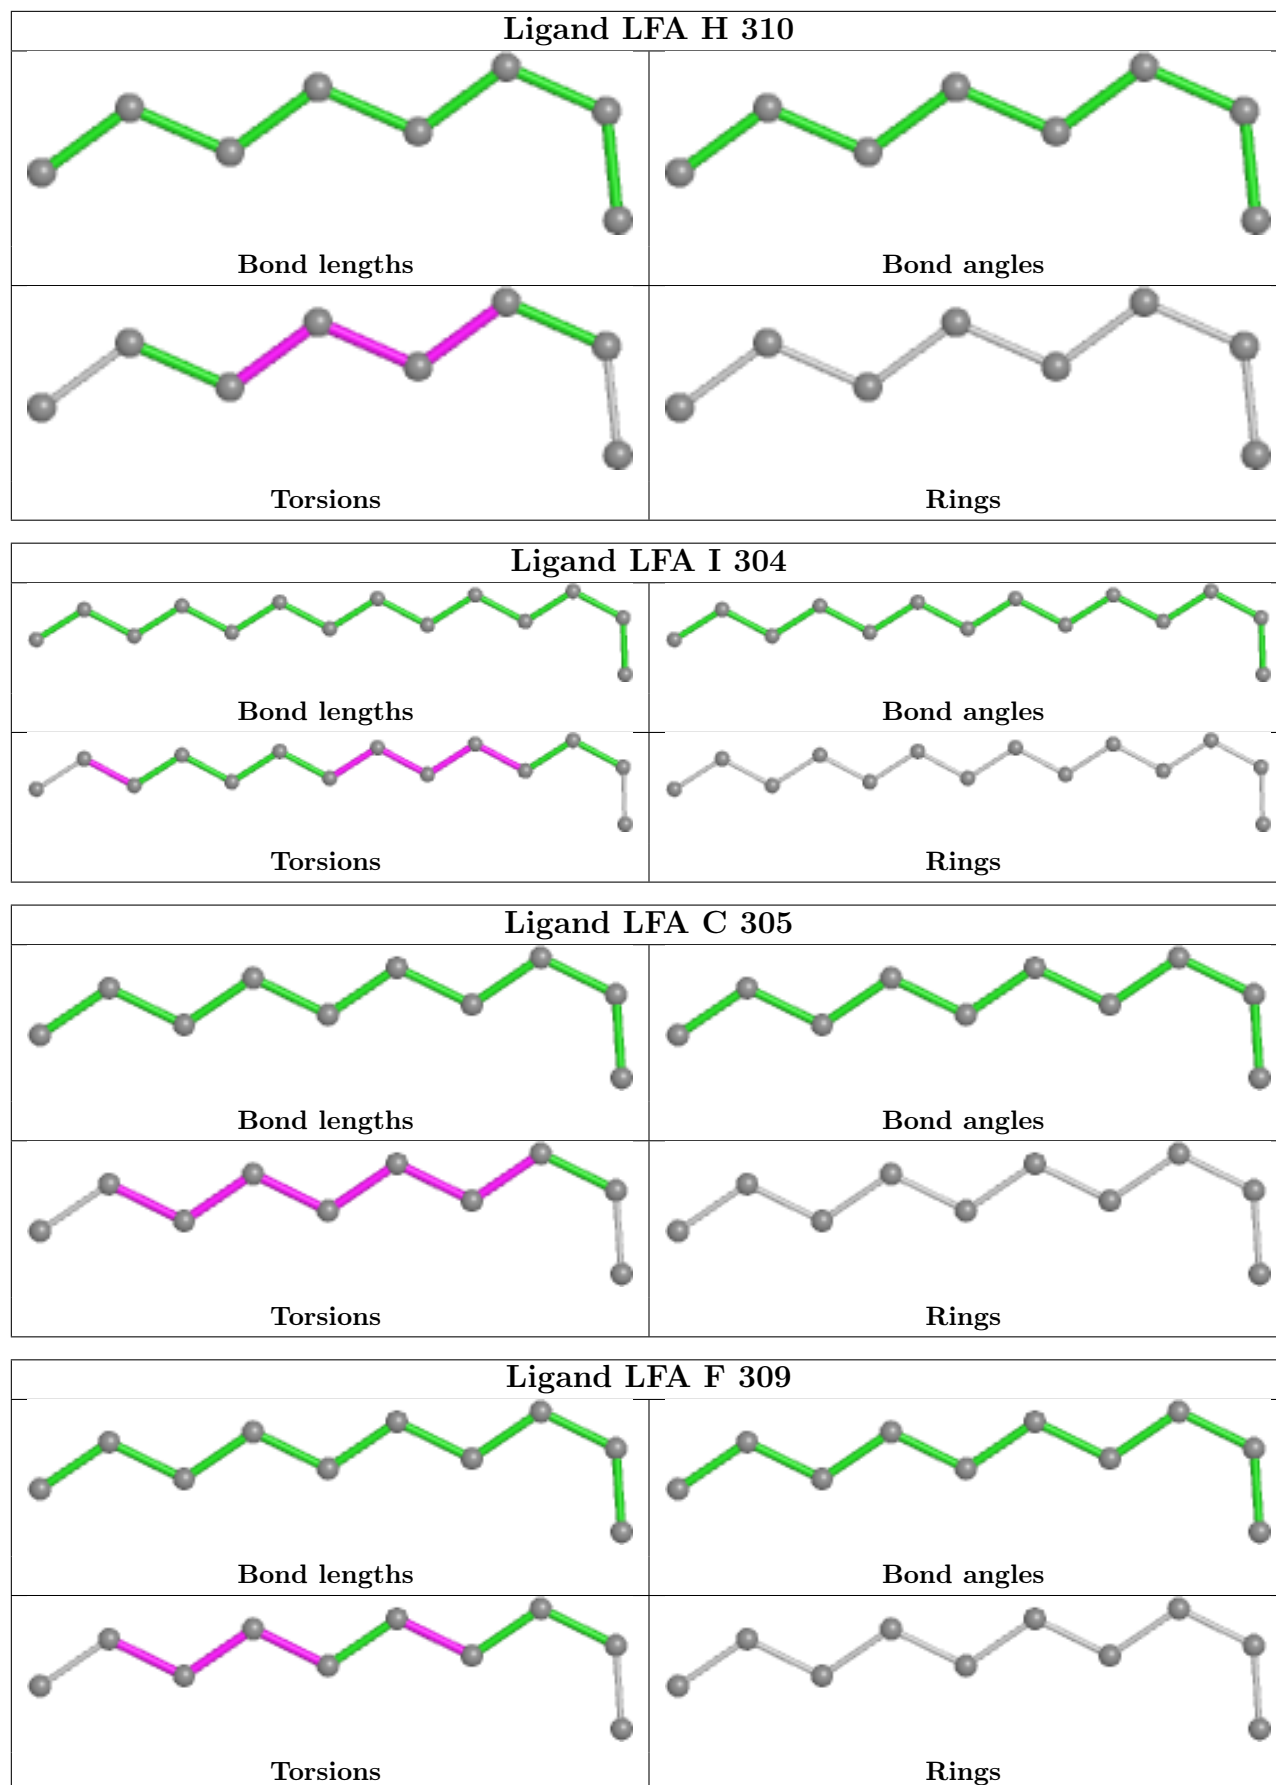 Ligand LFA H 310
Bond lengths
Bond angles
Torsions
Rings
Ligand LFA I 304
Bond lengths
Bond angles
Torsions
Rings
Ligand LFA C 305
Bond lengths
Bond angles
Torsions
Rings
Ligand LFA F 309
Bond lengths
Bond angles
Torsions
Rings